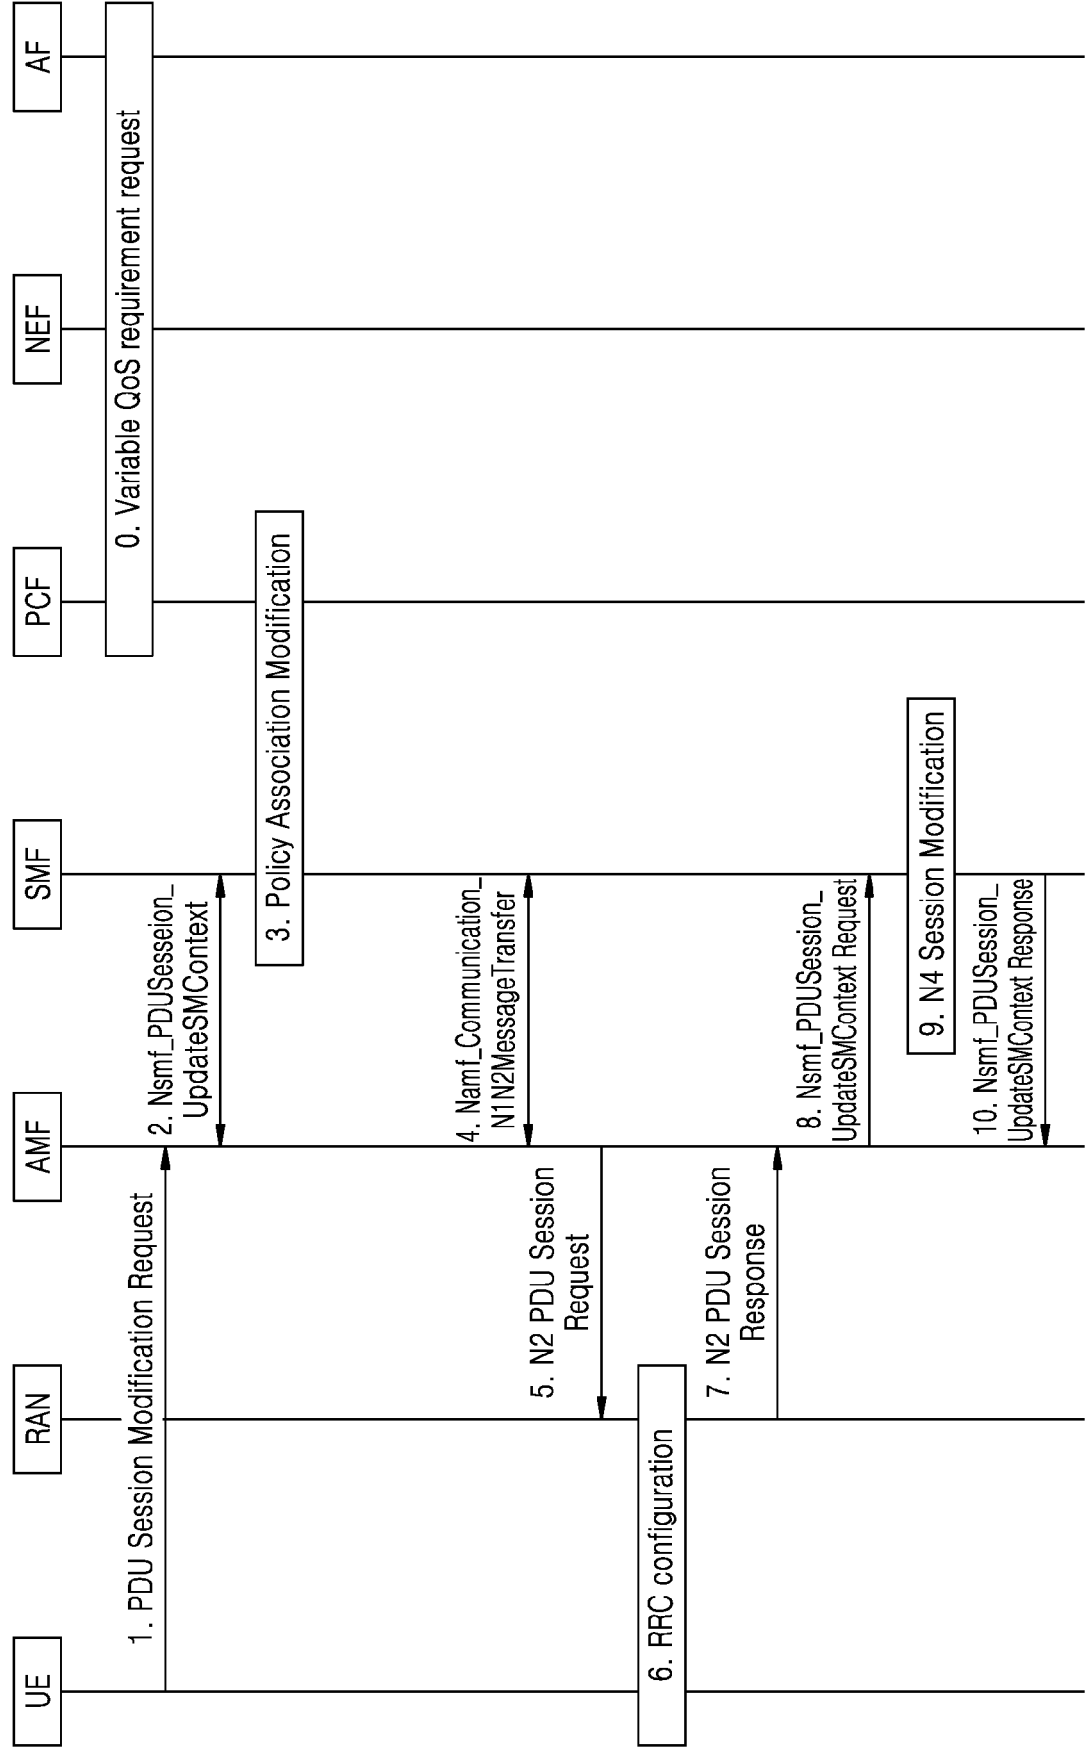 UE
RAN
AMF
SMF
PCF
NEF
AF
0. Variable QoS requirement request
1. PDU Session Modification Request
2. Nsmf_PDUSesseion_
UpdateSMContext
3. Policy Association Modification
4. Namf_Communication_
N1N2MessageTransfer
5. N2 PDU Session
Request
6. RRC configuration
7. N2 PDU Session
Response
8. Nsmf_PDUSession_
UpdateSMContext Request
9. N4 Session Modification
10. Nsmf_PDUSession_
UpdateSMContext Response